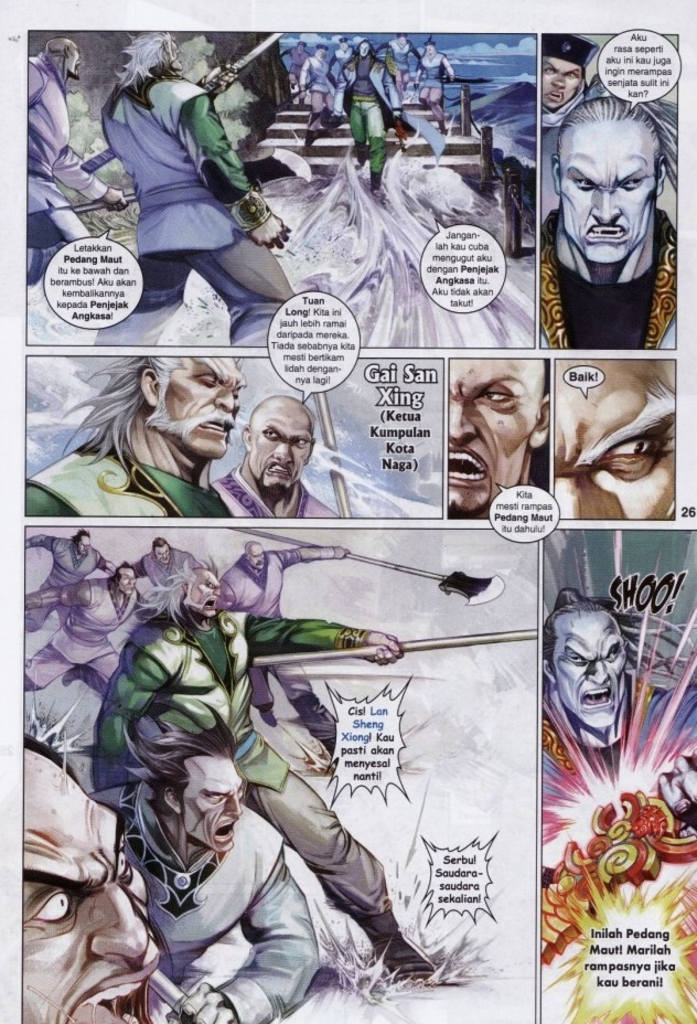 Letakkan
Pedang Maut
itu ke bawah dan
berambus! Aku akan
kembalikannya
kepada Penjejak
Angkasa!
Jangan-
lah kau cuba
mengugut aku
dengan Penjejak
Angkasa itu.
Aku tidak akan
takut!
Aku
rasa seperti
aku ini kau juga
ingin merampas
senjata sulit ini
kan?
Tuan
Long! Kita ini
jauh lebih ramai
daripada mereka.
Tiada sebabnya kita
mesti bertikam
lidah dengan-
nya lagi!
Gai San
Xing
(Ketua
Kumpulan
Kota
Naga)
Kita
mesti rampas
Pedang Maut
itu dahulu!
Baik!
26
Cis! Lan
Sheng
Xiong! Kau
pasti akan
menyesal
nanti!
Serbu!
Saudara-
saudara
sekalian!
SHOO!
Inilah Pedang
Maut! Marilah
rampasnya jika
kau berani!